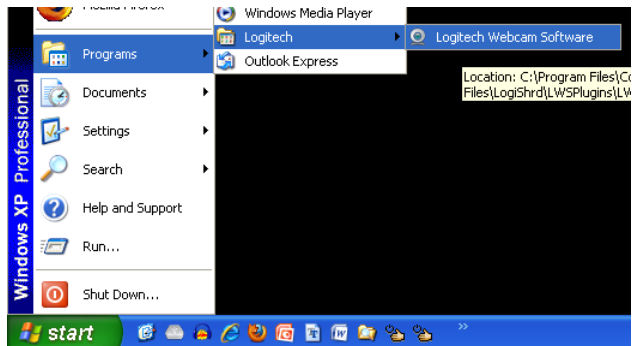 Windows Media Player
Logitech
Logitech Webcam Software
Programs
Outlook Express
Location: C:\Program Files\Co
Files\LogiShrd\LWSPlugins\LW
Documents
Settings
Search
Help and Support
Run...
Shut Down...
Windows XP Professional
start